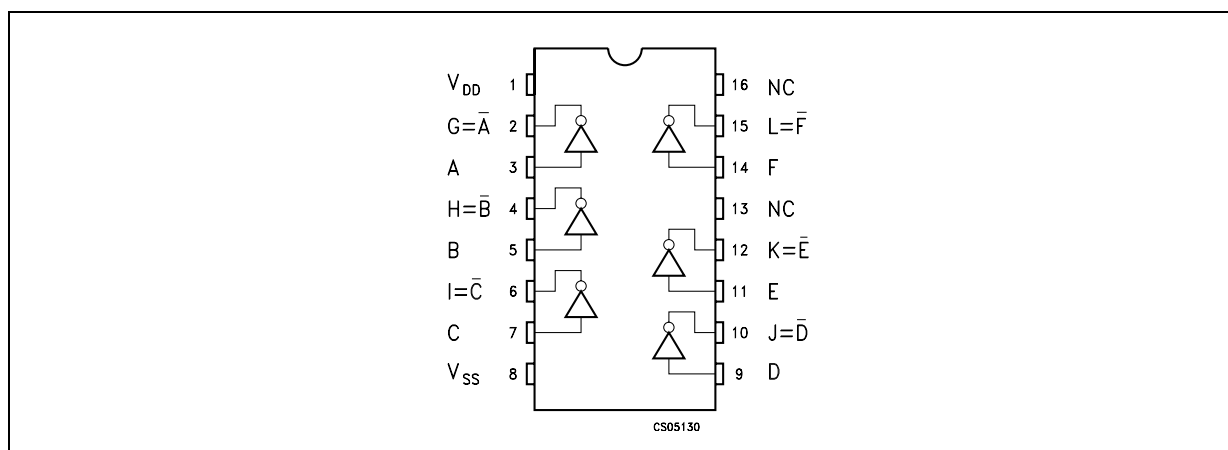 V_DD 1 16 NC
G=A̅ 2 15 L=F̅
A 3 14 F
H=B̅ 4 13 NC
B 5 12 K=E̅
I=C̅ 6 11 E
C 7 10 J=D̅
V_SS 8 9 D
CS05130